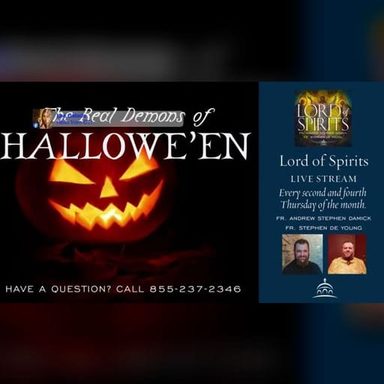 The Real Demons of
HALLOWE'EN
HAVE A QUESTION? CALL 855-237-2346
LORD of
SPIRITS
Lord of Spirits
LIVE STREAM
Every second and fourth
Thursday of the month.
FR. ANDREW STEPHEN DAMICK
FR. STEPHEN DE YOUNG